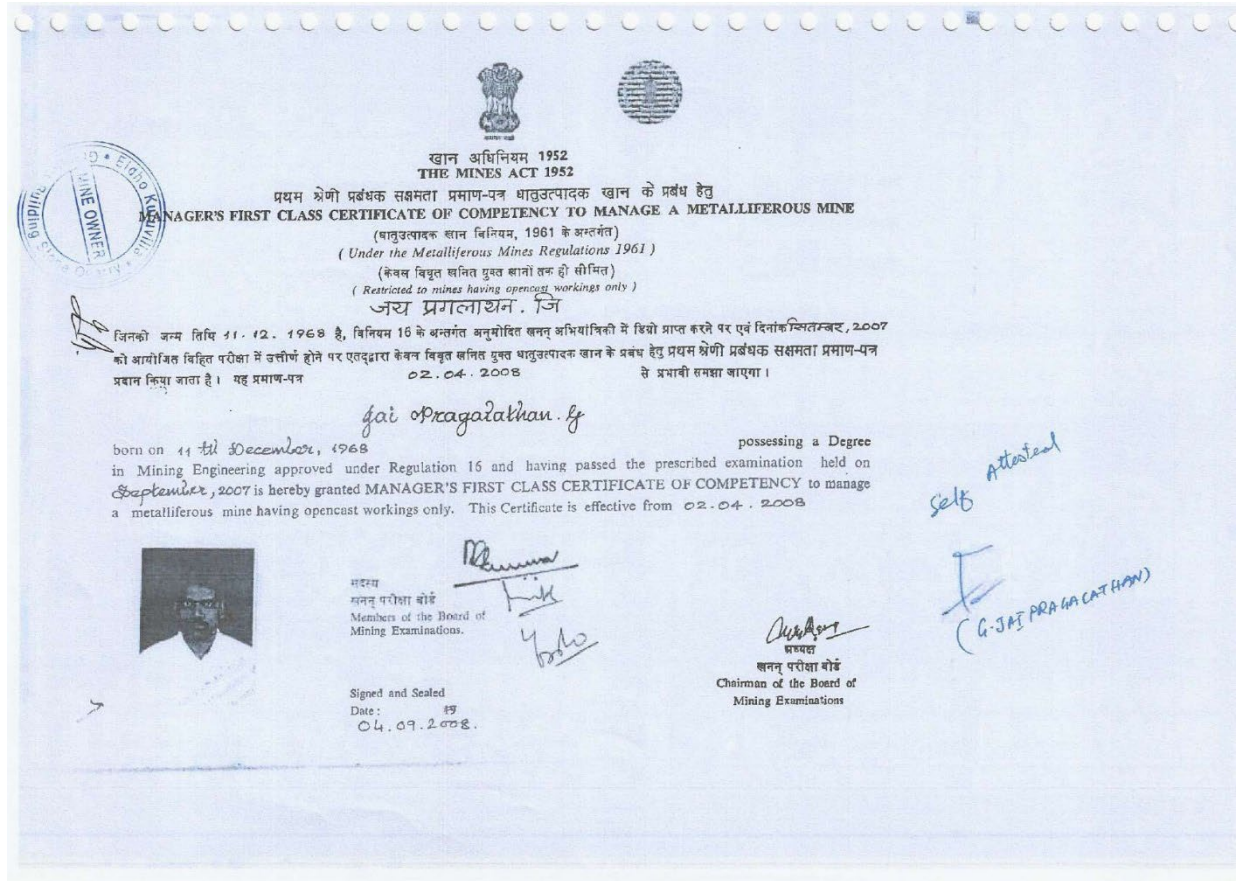 खान अधिनियम 1952
THE MINES ACT 1952
प्रथम श्रेणी प्रबंधक सक्षमता प्रमाण-पत्र धातुउत्पादक खान के प्रबंध हेतु
MANAGER'S FIRST CLASS CERTIFICATE OF COMPETENCY TO MANAGE A METALLIFEROUS MINE
(धातुउत्पादक खान विनियम, 1961 के अन्तर्गत)
( Under the Metalliferous Mines Regulations 1961 )
(केवल विवृत खनित युक्त खानों तक ही सीमित)
( Restricted to mines having opencast workings only )
MINE OWNER
Eldho Kuruvilla
जय प्रगलाथन. जि
जिनकी जन्म तिथि 11. 12. 1968 है, विनियम 16 के अन्तर्गत अनुमोदित खनन् अभियांत्रिकी में डिग्री प्राप्त करने पर एवं दिनांक सितम्बर, 2007
को आयोजित विहित परीक्षा में उत्तीर्ण होने पर एतद्द्वारा केवल विवृत खनित युक्त धातुउत्पादक खान के प्रबंध हेतु प्रथम श्रेणी प्रबंधक सक्षमता प्रमाण-पत्र
प्रदान किया जाता है। यह प्रमाण-पत्र 02.04.2008 से प्रभावी समझा जाएगा।
Jai Pragalathan. G
born on 11 th December, 1968 possessing a Degree
in Mining Engineering approved under Regulation 16 and having passed the prescribed examination held on
September, 2007 is hereby granted MANAGER'S FIRST CLASS CERTIFICATE OF COMPETENCY to manage
a metalliferous mine having opencast workings only. This Certificate is effective from 02.04.2008
Self Attested
(G. JAI PRAGALATHAN)
सदस्य
खनन् परीक्षा बोर्ड
Members of the Board of
Mining Examinations.
अध्यक्ष
खनन् परीक्षा बोर्ड
Chairman of the Board of
Mining Examinations
Signed and Sealed
Date :
04.09.2008.